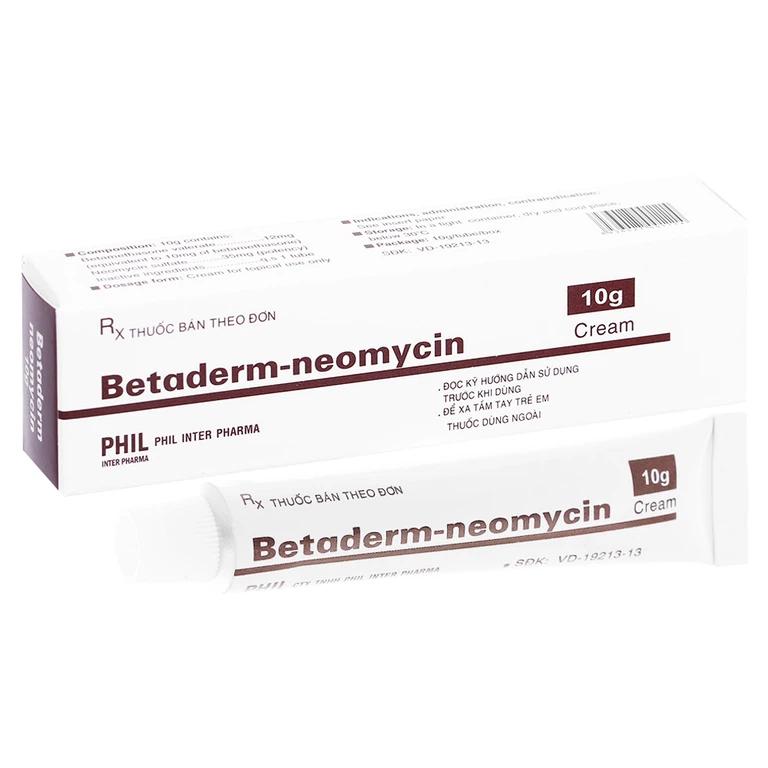 ■ Composition: 10g contains:
Betamethasone valerate..........12mg
(equivalent to 10mg of betamethasone)
Neomycin sulfate..........35mg (potency)
Inactive ingredients..........q.s 1 tube
■ Dosage form: Cream for topical use only
■ Indications, administration, contraindication:
See insert paper
■ Storage: In a tight container, dry and cool place,
below 30°C
■ Package: 10g/tube/box
SĐK: VD-19213-13
Betaderm
neomycin
10g
Rx THUỐC BÁN THEO ĐƠN
10g
Cream
Betaderm-neomycin
. ĐỌC KỸ HƯỚNG DẪN SỬ DỤNG
TRƯỚC KHI DÙNG
. ĐỂ XA TẦM TAY TRẺ EM
THUỐC DÙNG NGOÀI
PHIL PHIL INTER PHARMA
INTER PHARMA
Rx THUỐC BÁN THEO ĐƠN
10g
Cream
Betaderm-neomycin
PHIL CTY TNHH PHIL INTER PHARMA
SĐK: VD-19213-13